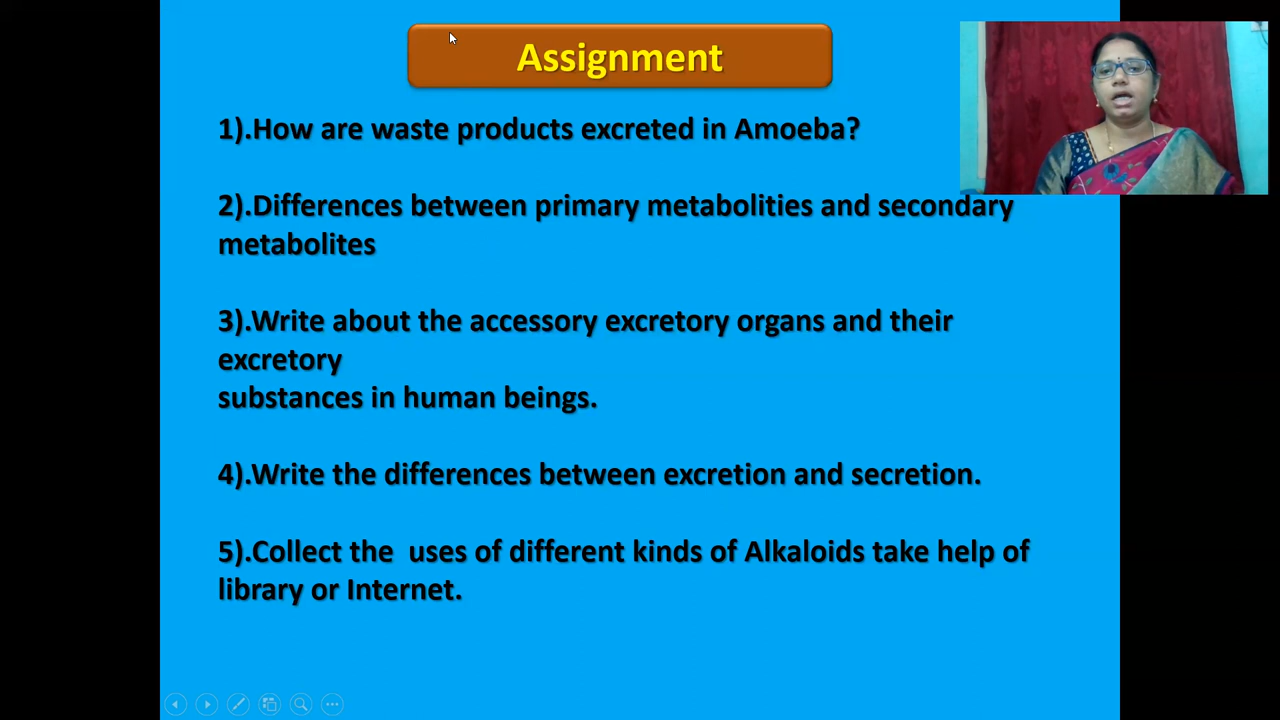 Assignment
1).How are waste products excreted in Amoeba?
2).Differences between primary metabolities and secondary
metabolites
3).Write about the accessory excretory organs and their
excretory
substances in human beings.
4).Write the differences between excretion and secretion.
5).Collect the  uses of different kinds of Alkaloids take help of
library or Internet.